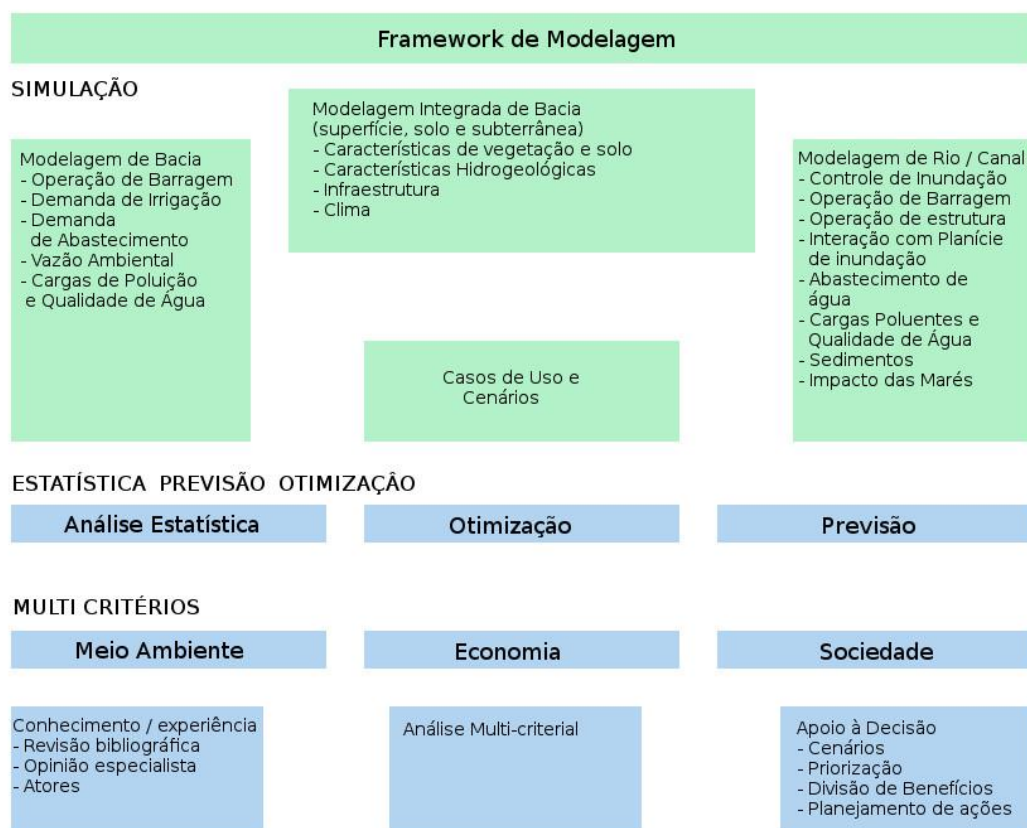 Framework de Modelagem
SIMULAÇÃO
Modelagem de Bacia
- Operação de Barragem
- Demanda de Irrigação
- Demanda
de Abastecimento
- Vazão Ambiental
- Cargas de Poluição
e Qualidade de Água
Modelagem Integrada de Bacia
(superfície, solo e subterrânea)
- Características de vegetação e solo
- Características Hidrogeológicas
- Infraestrutura
- Clima
Casos de Uso e
Cenários
Modelagem de Rio / Canal
- Controle de Inundação
- Operação de Barragem
- Operação de estrutura
- Interação com Planície
de inundação
- Abastecimento de
água
- Cargas Poluentes e
Qualidade de Água
- Sedimentos
- Impacto das Marés
ESTATÍSTICA PREVISÃO OTIMIZAÇÂO
Análise Estatística
Otimização
Previsão
MULTI CRITÉRIOS
Meio Ambiente
Economia
Sociedade
Conhecimento / experiência
- Revisão bibliográfica
- Opinião especialista
- Atores
Análise Multi-criterial
Apoio à Decisão
- Cenários
- Priorização
- Divisão de Benefícios
- Planejamento de ações